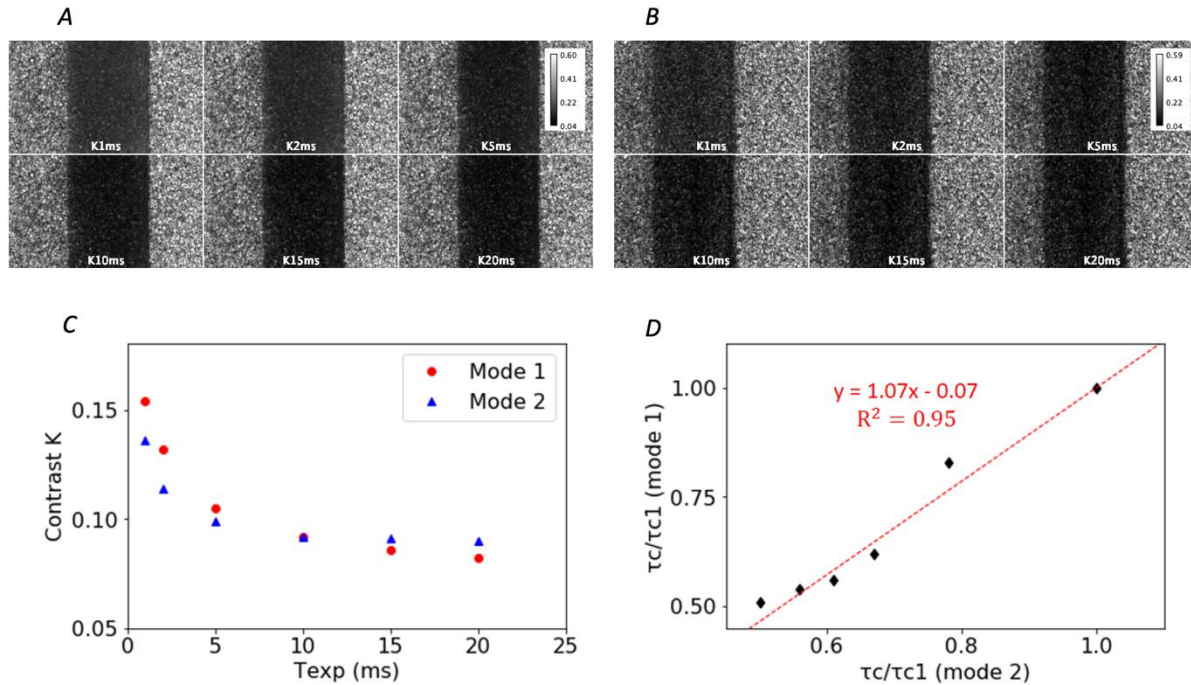 A
B
0.60
0.41
0.22
0.04
K1ms
K2ms
K5ms
K10ms
K15ms
K20ms
0.59
0.41
0.22
0.04
K1ms
K2ms
K5ms
K10ms
K15ms
K20ms
C
Contrast K
0.15
0.10
0.05
0
5
10
15
20
25
Texp (ms)
Mode 1
Mode 2
D
τc/τc1 (mode 1)
1.00
0.75
0.50
y = 1.07x - 0.07
R² = 0.95
0.6
0.8
1.0
τc/τc1 (mode 2)